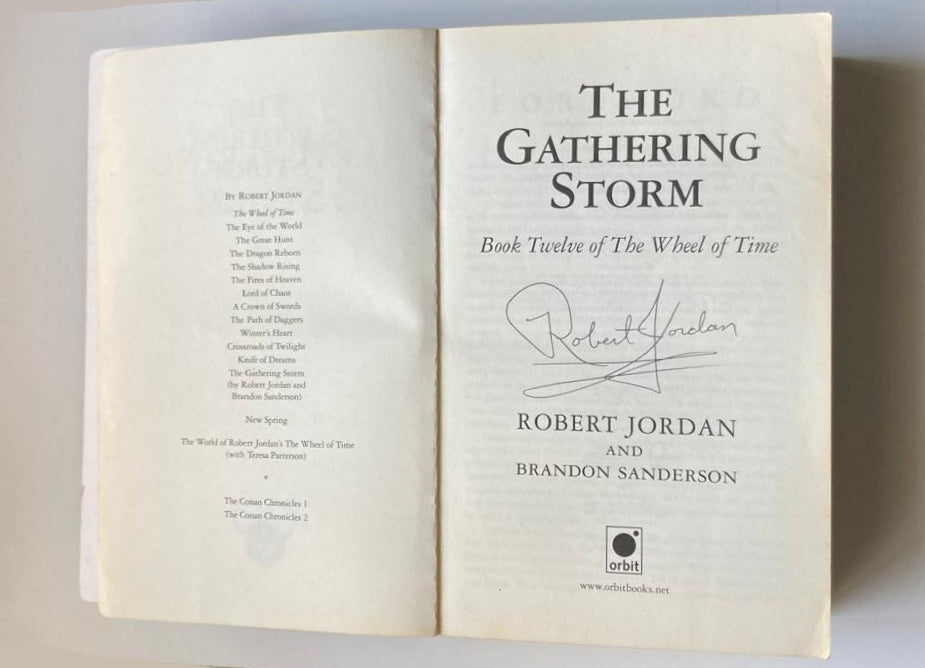 BY ROBERT JORDAN
The Wheel of Time
The Eye of the World
The Great Hunt
The Dragon Reborn
The Shadow Rising
The Fires of Heaven
Lord of Chaos
A Crown of Swords
The Path of Daggers
Winter's Heart
Crossroads of Twilight
Knife of Dreams
The Gathering Storm
(by Robert Jordan and
Brandon Sanderson)
New Spring
The World of Robert Jordan's The Wheel of Time
(with Teresa Patterson)
*
The Conan Chronicles 1
The Conan Chronicles 2
THE
GATHERING
STORM
Book Twelve of The Wheel of Time
Robert Jordan
ROBERT JORDAN
AND
BRANDON SANDERSON
orbit
www.orbitbooks.net